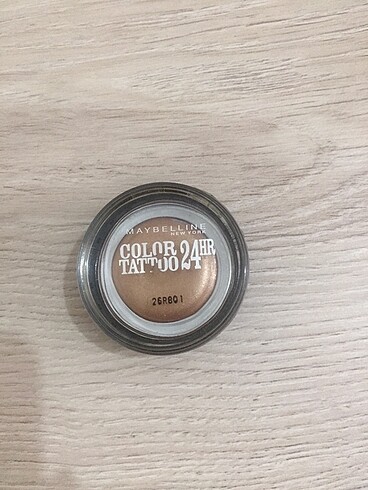 MAYBELLINE
NEW YORK
COLOR
TATTOO 24HR
26R801